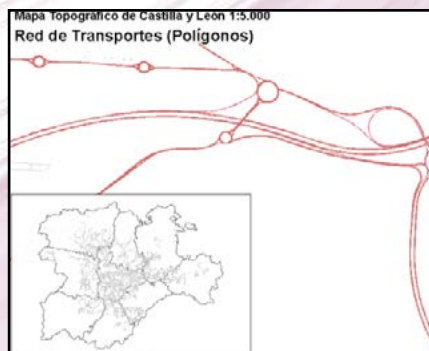 Mapa Topográfico de Castilla y León 1:5.000
Red de Transportes (Polígonos)